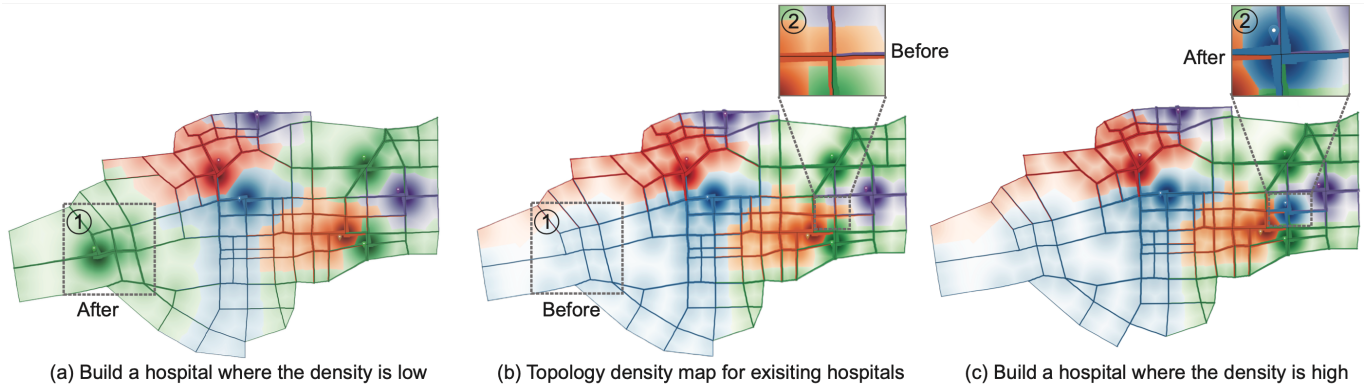 ②
Before
②
After
①
After
①
Before
(a) Build a hospital where the density is low
(b) Topology density map for exisiting hospitals
(c) Build a hospital where the density is high